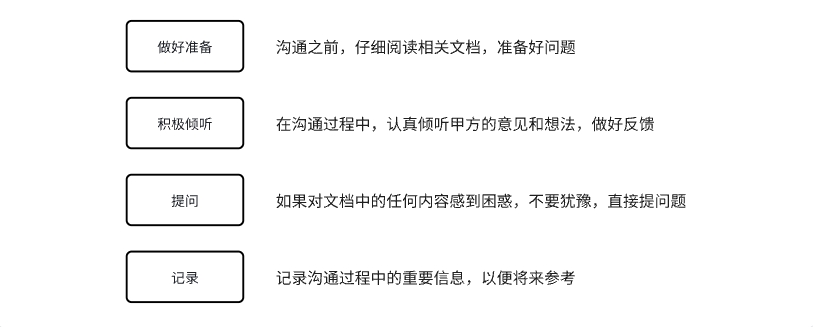 做好准备
沟通之前，仔细阅读相关文档，准备好问题
积极倾听
在沟通过程中，认真倾听甲方的意见和想法，做好反馈
提问
如果对文档中的任何内容感到困惑，不要犹豫，直接提问题
记录
记录沟通过程中的重要信息，以便将来参考